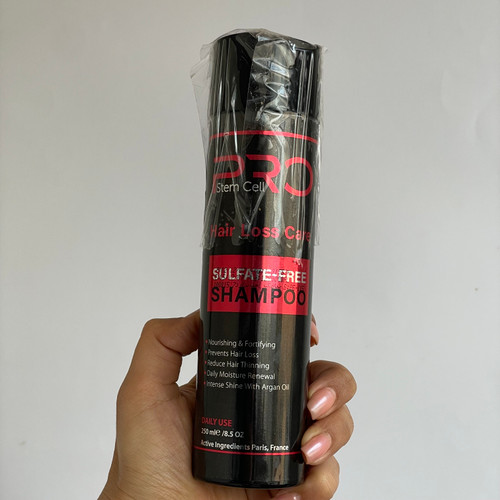 PRO
Stem Cell
Hair Loss Care
SULFATE-FREE
SHAMPOO
Nourishing & Fortifying
Prevents Hair Loss
Reduce Hair Thinning
Daily Moisture Renewal
Intense Shine With Argan Oil
DAILY USE
250 ml℮ /8.5 OZ
Active Ingredients Paris, France